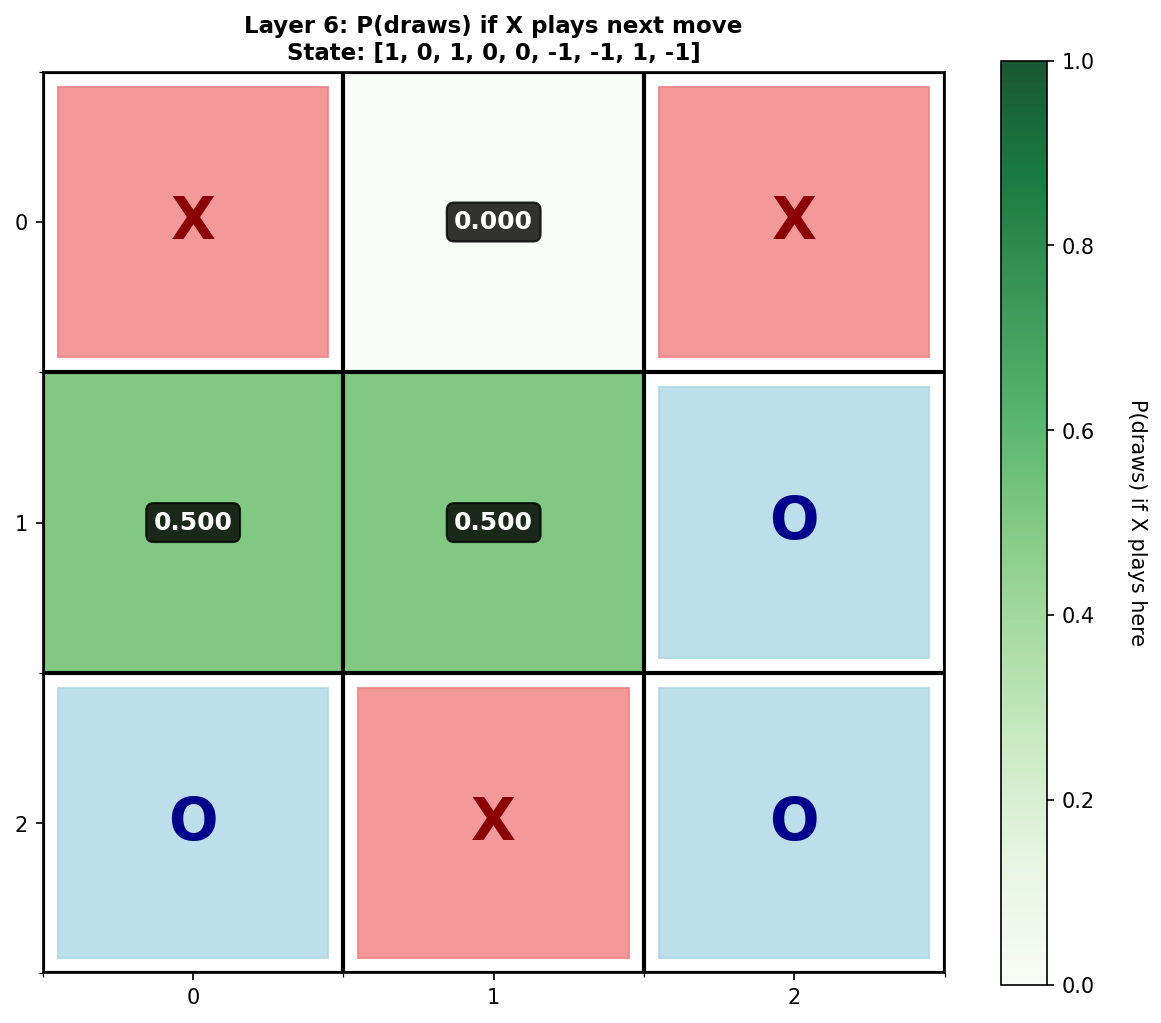 Layer 6: P(draws) if X plays next move
State: [1, 0, 1, 0, 0, -1, -1, 1, -1]
X
0.000
X
0.500
0.500
O
O
X
O
0
1
2
0
1
2
1.0
0.8
0.6
0.4
0.2
0.0
P(draws) if X plays here